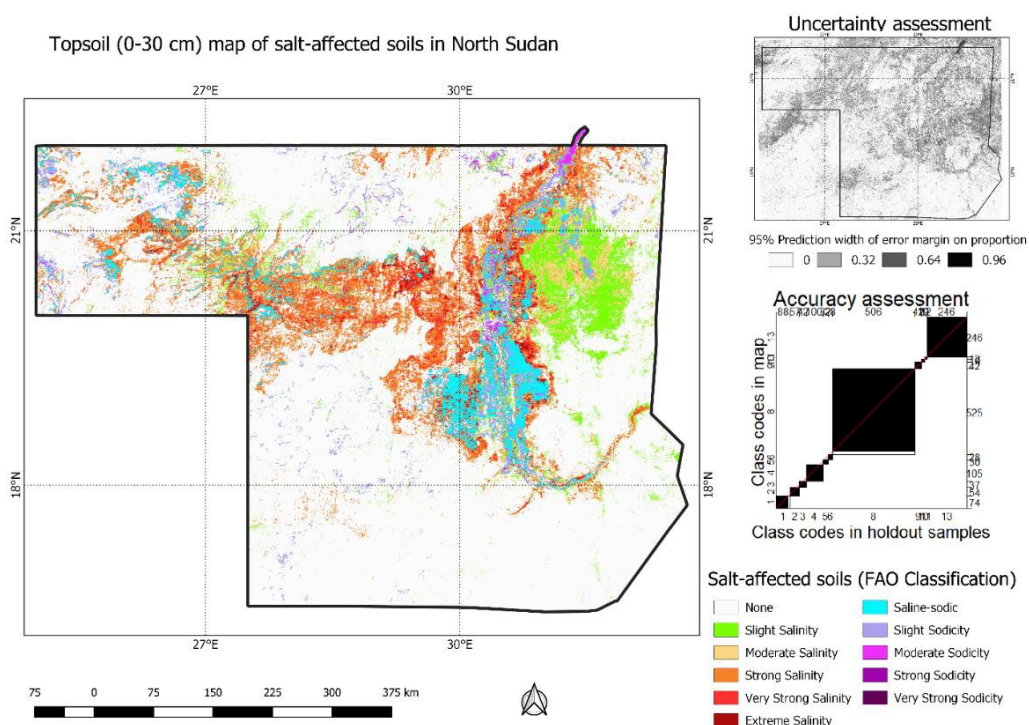 Topsoil (0-30 cm) map of salt-affected soils in North Sudan
27°E 30°E
21°N 21°N
18°N 18°N
27°E 30°E
75 0 75 150 225 300 375 km
Uncertainty assessment
95% Prediction width of error margin on proportion
0 0.32 0.64 0.96
Accuracy assessment
506 246
Class codes in map
246
42
525
105
37
54
74
1 2 3 4 56 8 13
Class codes in holdout samples
Salt-affected soils (FAO Classification)
None
Slight Salinity
Moderate Salinity
Strong Salinity
Very Strong Salinity
Extreme Salinity
Saline-sodic
Slight Sodicity
Moderate Sodicity
Strong Sodicity
Very Strong Sodicity